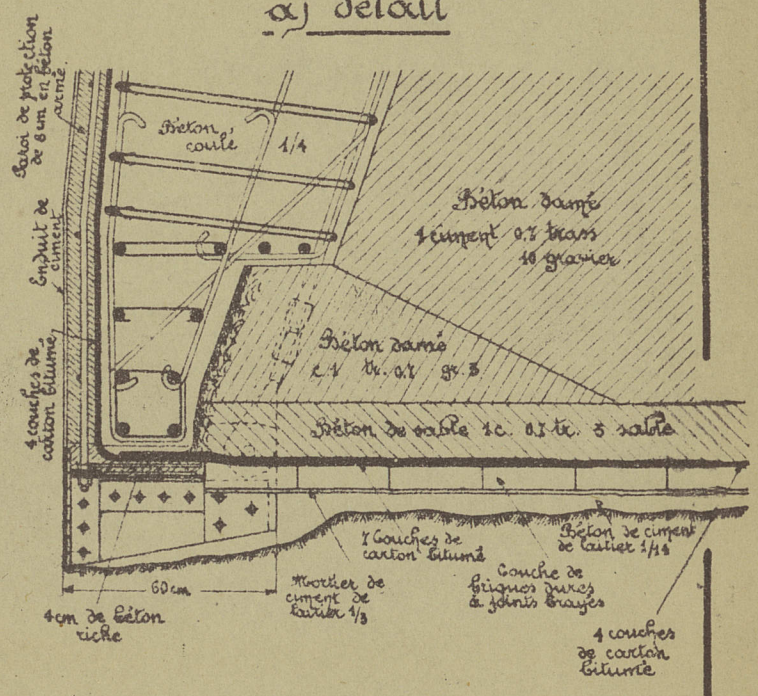 a) détail
Paroi de protection
de 8 cm en béton
armé
Béton
coulé
1/4
Enduit de
ciment
4 couches de
carton bitumé
Béton damé
1 ciment 0.7 trass
10 gravier
Béton damé
c. 1 tr. 0.7 gr. 5
Béton de sable 1 c. 0.7 tr. 5 sable
7 Couches de
carton bitumé
Béton de ciment
de laitier 1/14
60 cm
Mortier de
ciment de
laitier 1/3
Couche de
briques dures
à joints brayés
4 cm de béton
riche
4 couches
de carton
bitumé